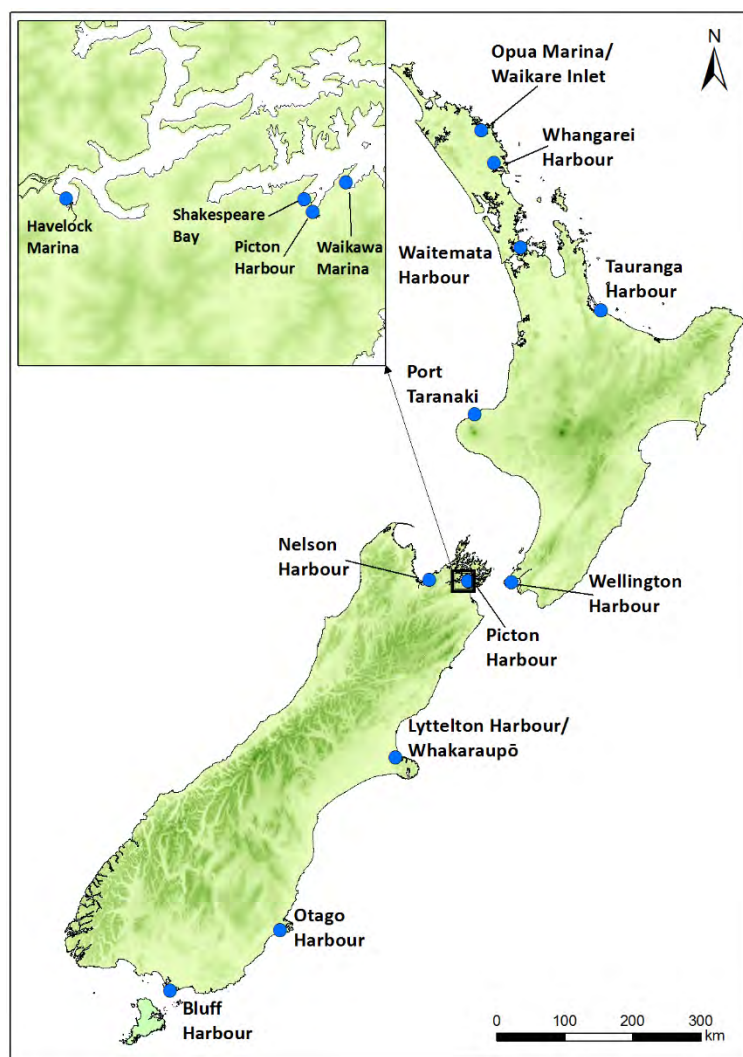 N
Opua Marina/
Waikare Inlet
Whangarei
Harbour
Waitemata
Harbour
Tauranga
Harbour
Port
Taranaki
Havelock
Marina
Shakespeare
Bay
Picton
Harbour
Waikawa
Marina
Nelson
Harbour
Wellington
Harbour
Picton
Harbour
Lyttelton Harbour/
Whakaraupō
Otago
Harbour
Bluff
Harbour
0 100 200 300
km